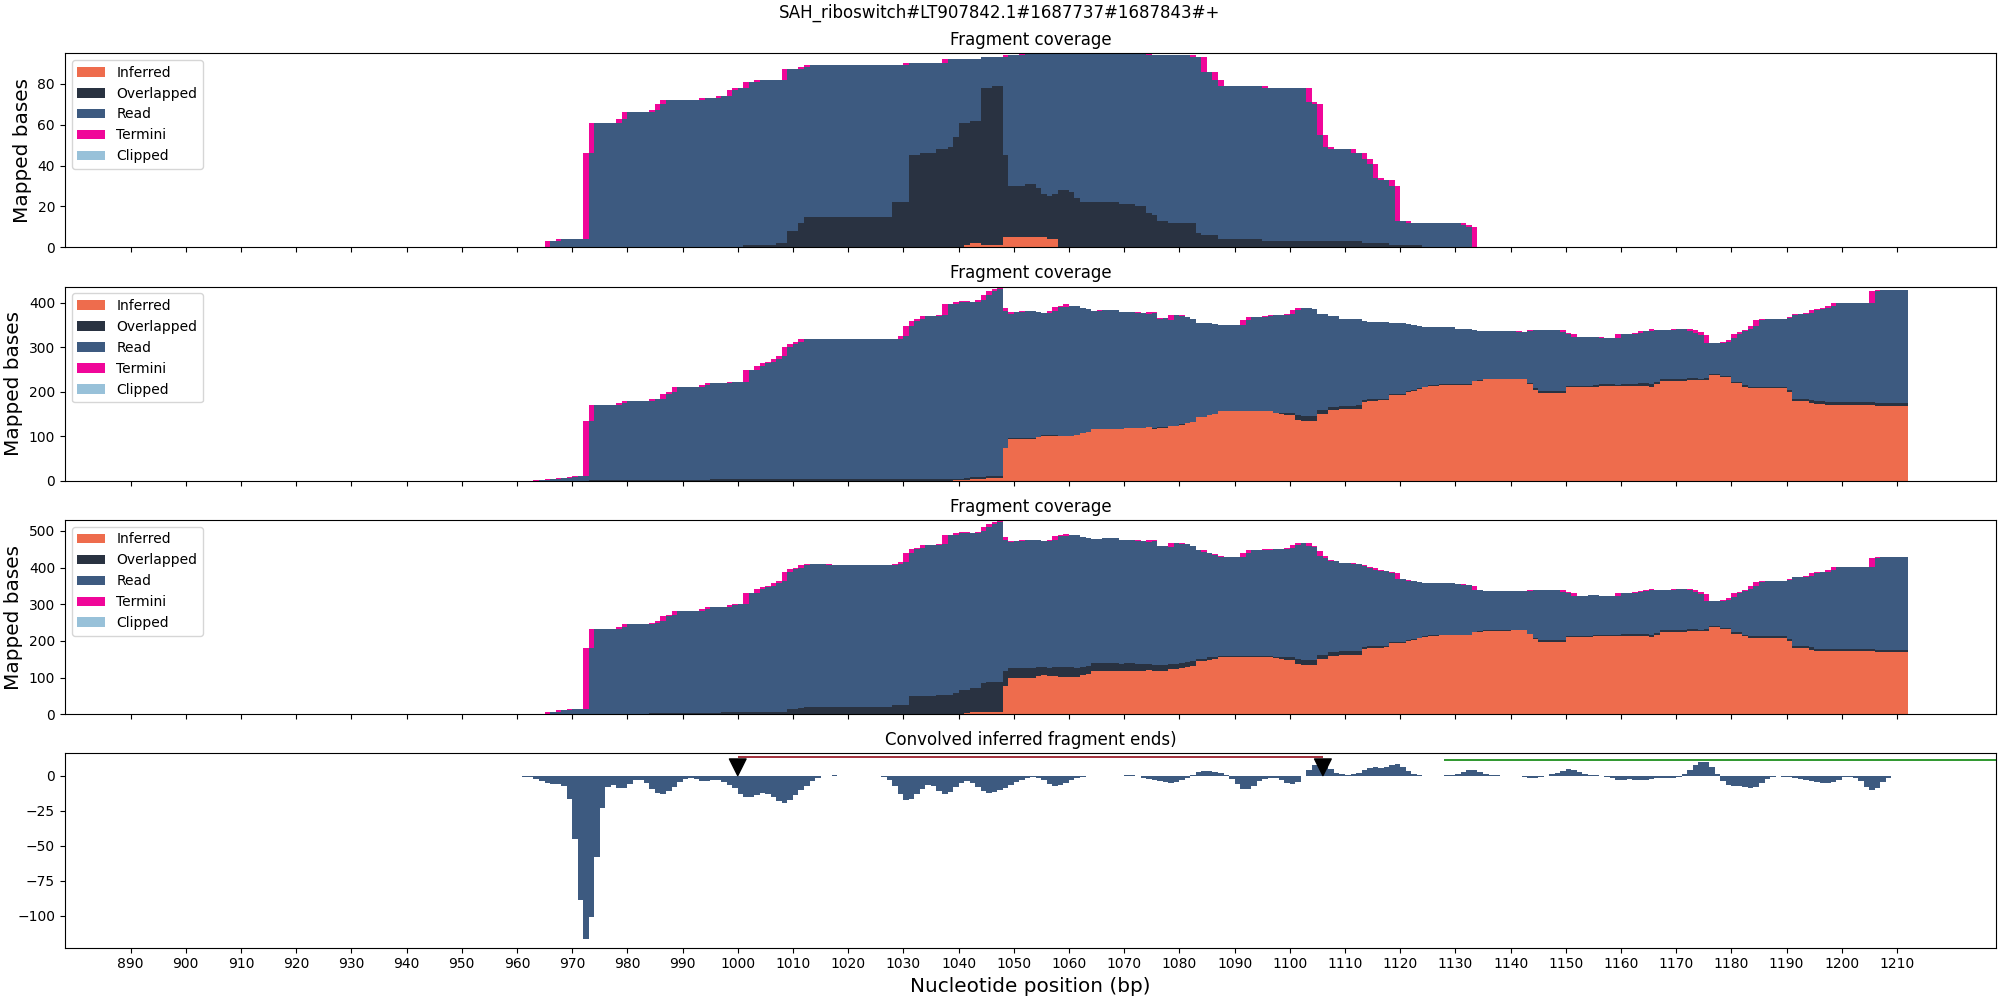 SAH_riboswitch#LT907842.1#1687737#1687843#+
Fragment coverage
Mapped bases
80
60
40
20
0
Inferred
Overlapped
Read
Termini
Clipped
Fragment coverage
Mapped bases
400
300
200
100
0
Inferred
Overlapped
Read
Termini
Clipped
Fragment coverage
Mapped bases
500
400
300
200
100
0
Inferred
Overlapped
Read
Termini
Clipped
Convolved inferred fragment ends)
0
−25
−50
−75
−100
890 900 910 920 930 940 950 960 970 980 990 1000 1010 1020 1030 1040 1050 1060 1070 1080 1090 1100 1110 1120 1130 1140 1150 1160 1170 1180 1190 1200 1210
Nucleotide position (bp)